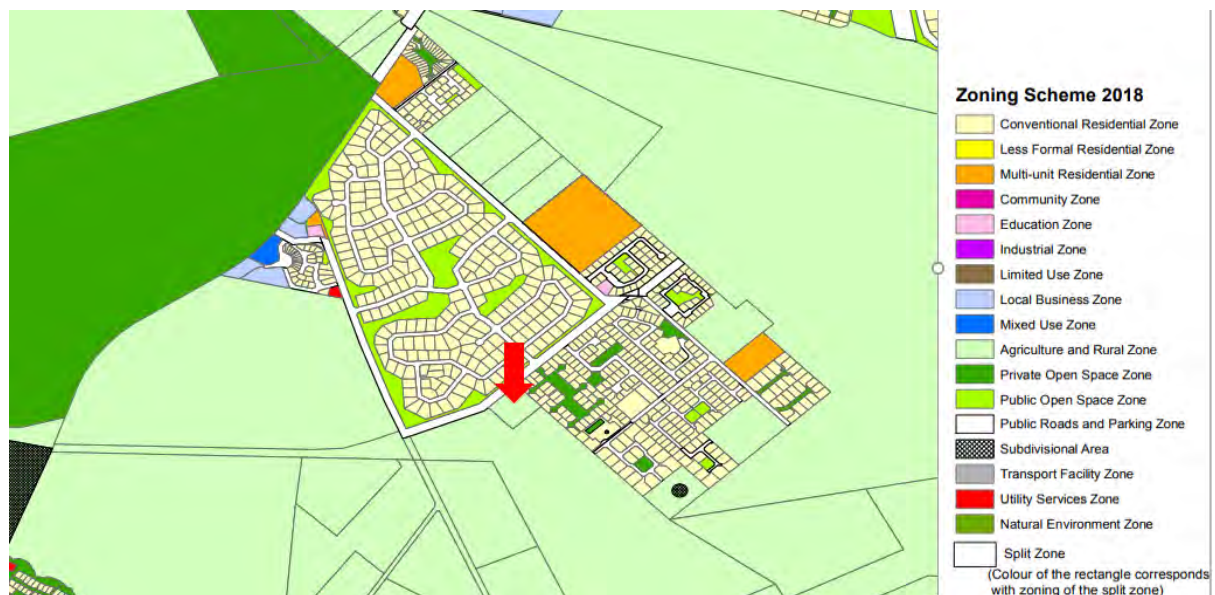 Zoning Scheme 2018
Conventional Residential Zone
Less Formal Residential Zone
Multi-unit Residential Zone
Community Zone
Education Zone
Industrial Zone
Limited Use Zone
Local Business Zone
Mixed Use Zone
Agriculture and Rural Zone
Private Open Space Zone
Public Open Space Zone
Public Roads and Parking Zone
Subdivisional Area
Transport Facility Zone
Utility Services Zone
Natural Environment Zone
Split Zone
(Colour of the rectangle corresponds
with zoning of the split zone)